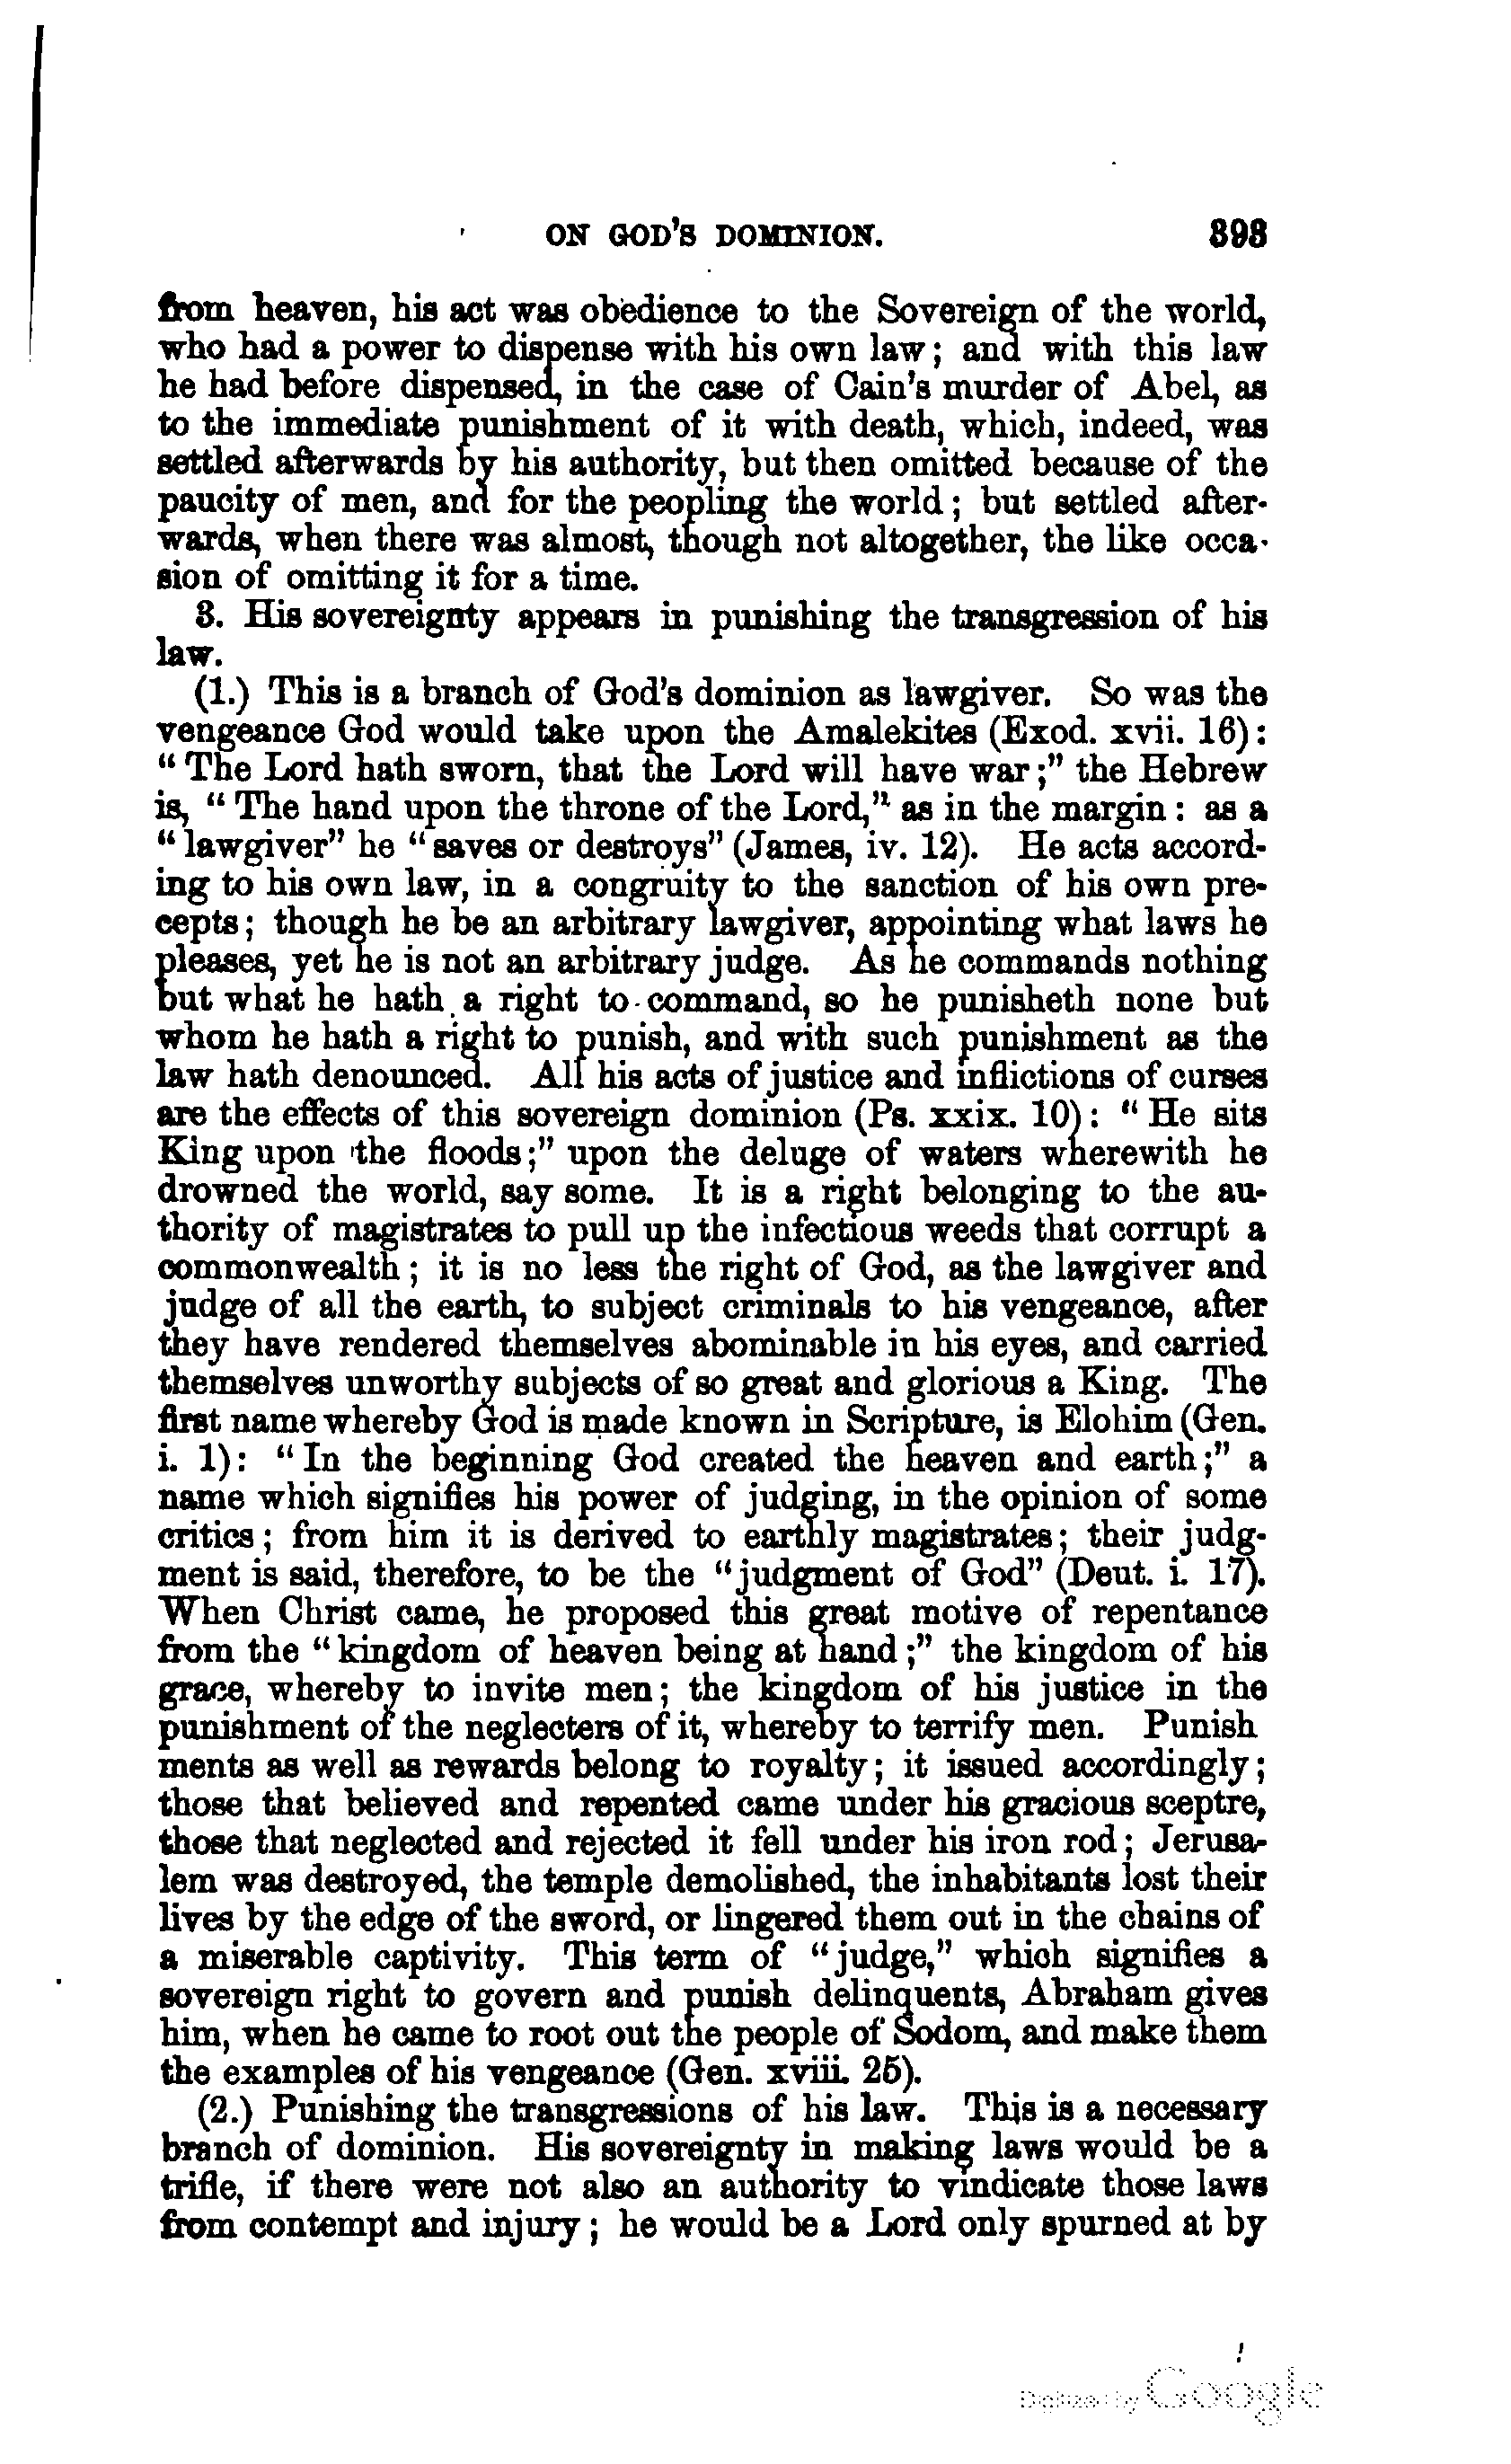 ON GOD'S DOMINION. 393
from heaven, his act was obedience to the Sovereign of the world,
who had a power to dispense with his own law; and with this law
he had before dispensed, in the case of Cain's murder of Abel, as
to the immediate punishment of it with death, which, indeed, was
settled afterwards by his authority, but then omitted because of the
paucity of men, and for the peopling the world; but settled after-
wards, when there was almost, though not altogether, the like occa-
sion of omitting it for a time.
3. His sovereignty appears in punishing the transgression of his
law.
(1.) This is a branch of God's dominion as lawgiver. So was the
vengeance God would take upon the Amalekites (Exod. xvii. 16):
"The Lord hath sworn, that the Lord will have war;" the Hebrew
is, "The hand upon the throne of the Lord," as in the margin: as a
"lawgiver" he "saves or destroys" (James, iv. 12). He acts accord-
ing to his own law, in a congruity to the sanction of his own pre-
cepts; though he be an arbitrary lawgiver, appointing what laws he
pleases, yet he is not an arbitrary judge. As he commands nothing
but what he hath a right to command, so he punisheth none but
whom he hath a right to punish, and with such punishment as the
law hath denounced. All his acts of justice and inflictions of curses
are the effects of this sovereign dominion (Ps. xxix. 10): "He sits
King upon the floods;" upon the deluge of waters wherewith he
drowned the world, say some. It is a right belonging to the au-
thority of magistrates to pull up the infectious weeds that corrupt a
commonwealth; it is no less the right of God, as the lawgiver and
judge of all the earth, to subject criminals to his vengeance, after
they have rendered themselves abominable in his eyes, and carried
themselves unworthy subjects of so great and glorious a King. The
first name whereby God is made known in Scripture, is Elohim (Gen.
i. 1): "In the beginning God created the heaven and earth;" a
name which signifies his power of judging, in the opinion of some
critics; from him it is derived to earthly magistrates; their judg-
ment is said, therefore, to be the "judgment of God" (Deut. i. 17).
When Christ came, he proposed this great motive of repentance
from the "kingdom of heaven being at hand;" the kingdom of his
grace, whereby to invite men; the kingdom of his justice in the
punishment of the neglecters of it, whereby to terrify men. Punish
ments as well as rewards belong to royalty; it issued accordingly;
those that believed and repented came under his gracious sceptre,
those that neglected and rejected it fell under his iron rod; Jerusa-
lem was destroyed, the temple demolished, the inhabitants lost their
lives by the edge of the sword, or lingered them out in the chains of
a miserable captivity. This term of "judge," which signifies a
sovereign right to govern and punish delinquents, Abraham gives
him, when he came to root out the people of Sodom, and make them
the examples of his vengeance (Gen. xviii. 25).
(2.) Punishing the transgressions of his law. This is a necessary
branch of dominion. His sovereignty in making laws would be a
trifle, if there were not also an authority to vindicate those laws
from contempt and injury; he would be a Lord only spurned at by
Digitized by Google